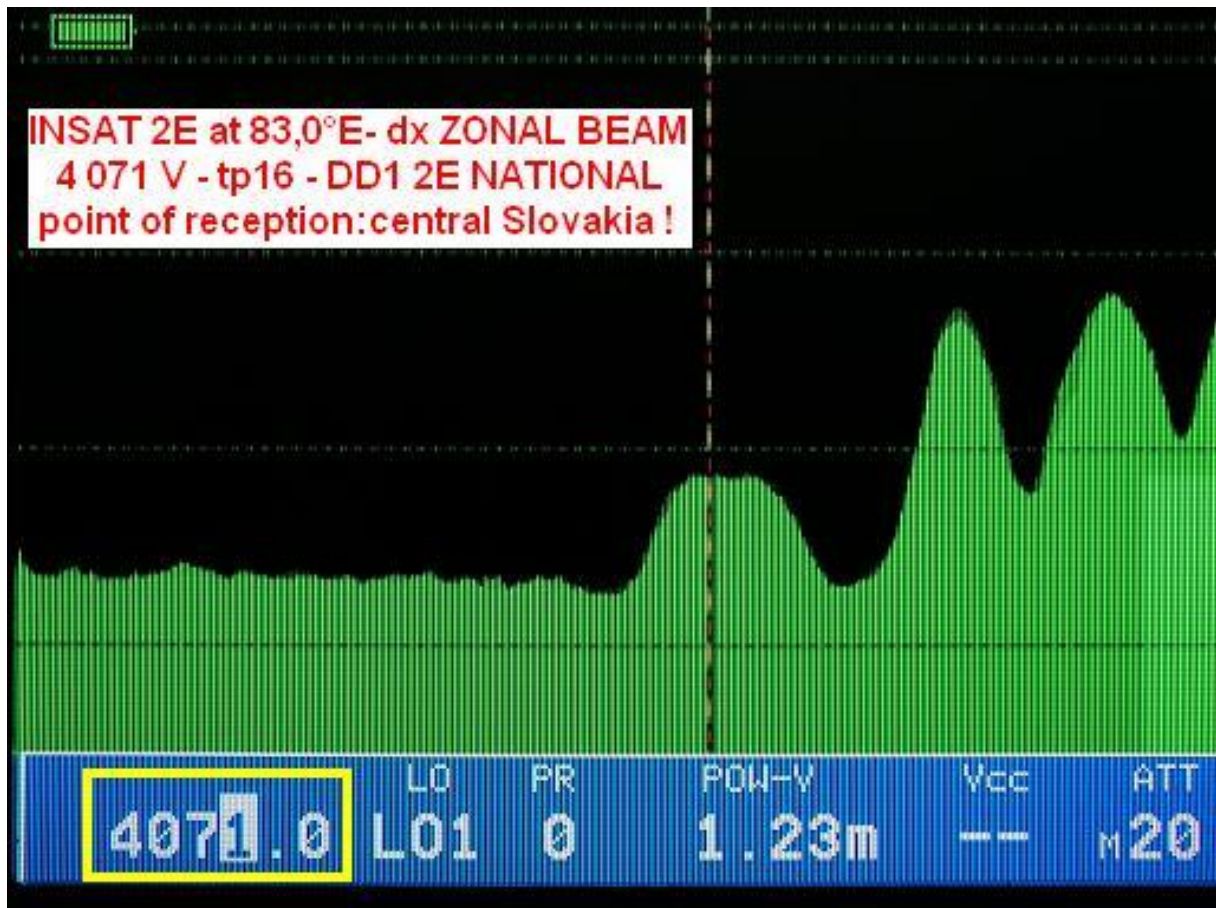 INSAT 2E at 83,0°E- dx ZONAL BEAM
4 071 V - tp16 - DD1 2E NATIONAL
point of reception:central Slovakia !
LO PR POW-V Vcc ATT
4071.0 LO1 0 1.23m -- M20